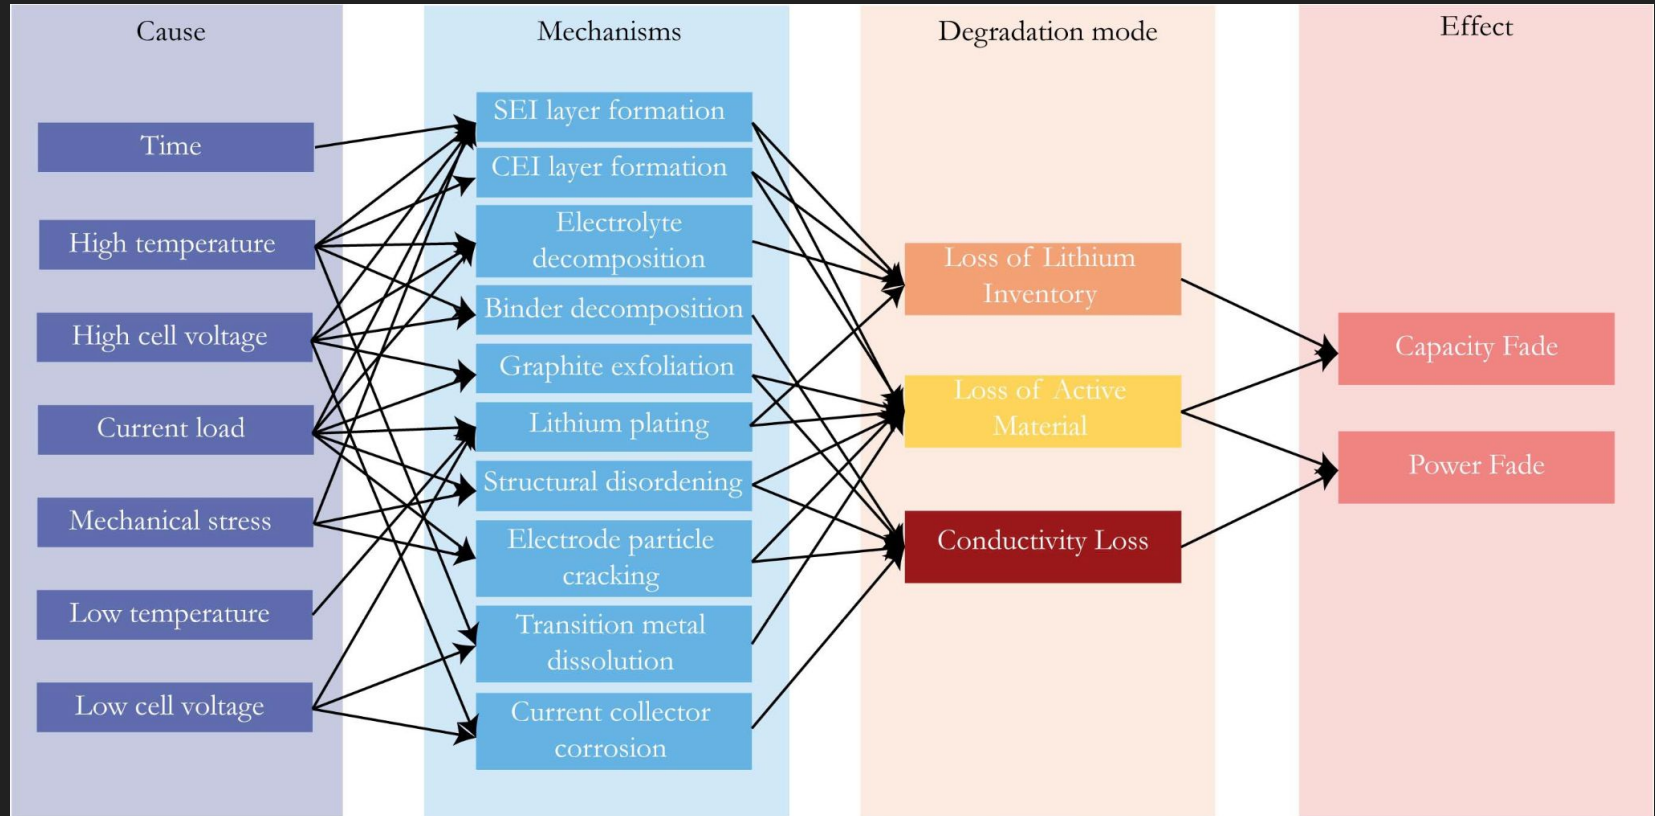 Cause
Time
High temperature
High cell voltage
Current load
Mechanical stress
Low temperature
Low cell voltage
Mechanisms
SEI layer formation
CEI layer formation
Electrolyte
decomposition
Binder decomposition
Graphite exfoliation
Lithium plating
Structural disordening
Electrode particle
cracking
Transition metal
dissolution
Current collector
corrosion
Degradation mode
Loss of Lithium
Inventory
Loss of Active
Material
Conductivity Loss
Effect
Capacity Fade
Power Fade